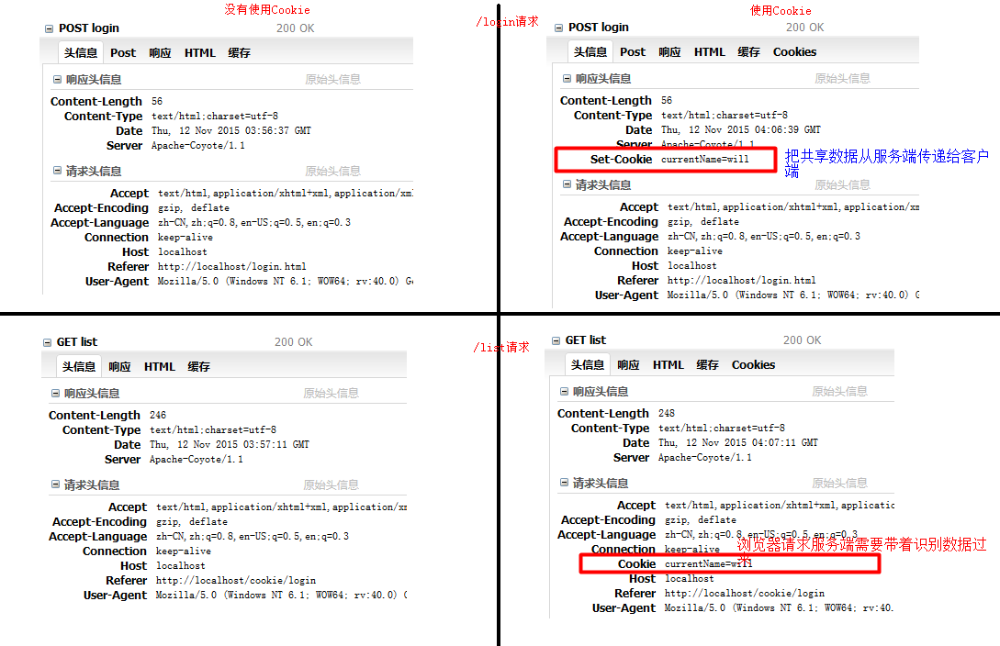 没有使用Cookie
POST login 200 OK
头信息 Post 响应 HTML 缓存
响应头信息 原始头信息
Content-Length 56
Content-Type text/html;charset=utf-8
Date Thu, 12 Nov 2015 03:56:37 GMT
Server Apache-Coyote/1.1
请求头信息 原始头信息
Accept text/html,application/xhtml+xml,application/xml
Accept-Encoding gzip, deflate
Accept-Language zh-CN,zh;q=0.8,en-US;q=0.5,en;q=0.3
Connection keep-alive
Host localhost
Referer http://localhost/login.html
User-Agent Mozilla/5.0 (Windows NT 6.1; WOW64; rv:40.0) Ge
/login请求
使用Cookie
POST login 200 OK
头信息 Post 响应 HTML 缓存 Cookies
响应头信息 原始头信息
Content-Length 56
Content-Type text/html;charset=utf-8
Date Thu, 12 Nov 2015 04:06:39 GMT
Server Apache-Coyote/1.1
Set-Cookie currentName=will
把共享数据从服务端传递给客户
端
请求头信息 原始头信息
Accept text/html,application/xhtml+xml,application/xm
Accept-Encoding gzip, deflate
Accept-Language zh-CN,zh;q=0.8,en-US;q=0.5,en;q=0.3
Connection keep-alive
Host localhost
Referer http://localhost/login.html
User-Agent Mozilla/5.0 (Windows NT 6.1; WOW64; rv:40.0) G
GET list 200 OK
头信息 响应 HTML 缓存
响应头信息 原始头信息
Content-Length 246
Content-Type text/html;charset=utf-8
Date Thu, 12 Nov 2015 03:57:11 GMT
Server Apache-Coyote/1.1
请求头信息 原始头信息
Accept text/html,application/xhtml+xml,application/xm
Accept-Encoding gzip, deflate
Accept-Language zh-CN,zh;q=0.8,en-US;q=0.5,en;q=0.3
Connection keep-alive
Host localhost
Referer http://localhost/cookie/login
User-Agent Mozilla/5.0 (Windows NT 6.1; WOW64; rv:40.0) G
/list请求
GET list 200 OK
头信息 响应 HTML 缓存 Cookies
响应头信息 原始头信息
Content-Length 248
Content-Type text/html;charset=utf-8
Date Thu, 12 Nov 2015 04:07:11 GMT
Server Apache-Coyote/1.1
请求头信息 原始头信息
Accept text/html,application/xhtml+xml,applicatio
Accept-Encoding gzip, deflate
Accept-Language zh-CN,zh;q=0.8,en-US;q=0.5,en;q=0.3
Connection keep-alive
浏览器请求服务端需要带着识别数据过
来
Cookie currentName=will
Host localhost
Referer http://localhost/cookie/login
User-Agent Mozilla/5.0 (Windows NT 6.1; WOW64; rv:40.